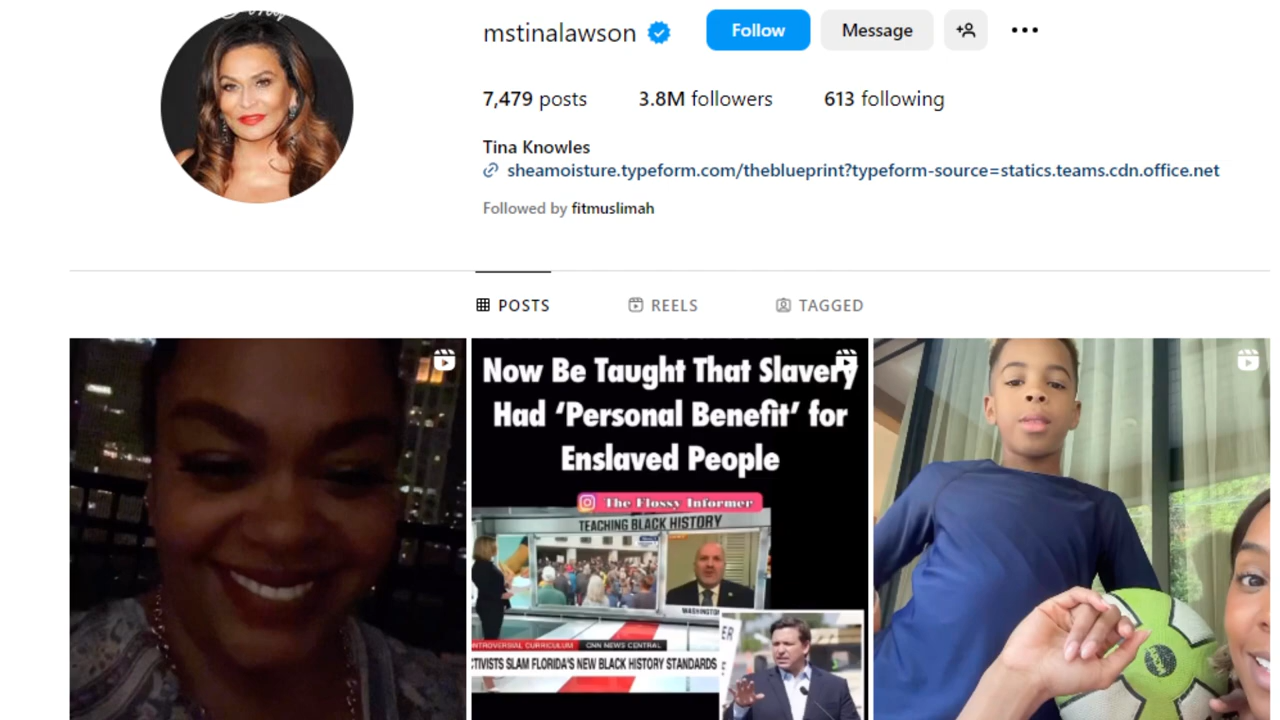 mstinalawson
Follow
Message
7,479 posts
3.8M followers
613 following
Tina Knowles
sheamoisture.typeform.com/theblueprint?typeform-source=statics.teams.cdn.office.net
Followed by fitmuslimah
POSTS
REELS
TAGGED
Now Be Taught That Slavery
Had ‘Personal Benefit’ for
Enslaved People
The Flossy Informer
TEACHING BLACK HISTORY
WASHINGTON
ER
NTROVERSIAL CURRICULUM
CNN NEWS CENTRAL
CTIVISTS SLAM FLORIDA'S NEW BLACK HISTORY STANDARDS